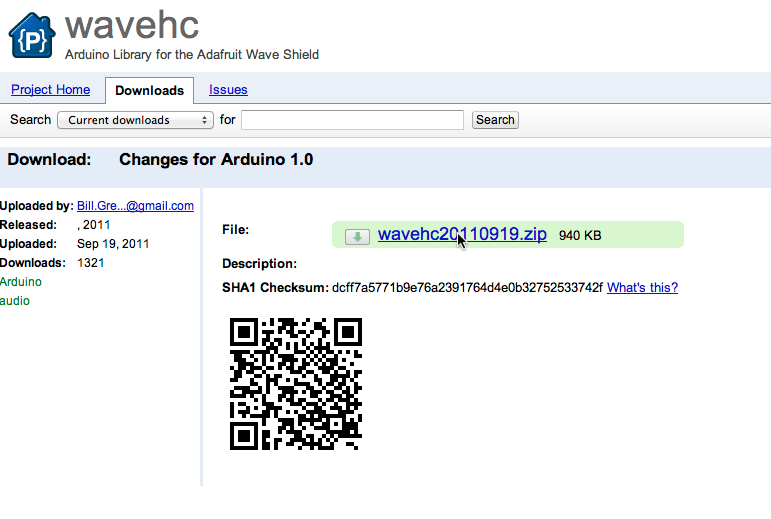 {P}
wavehc
Arduino Library for the Adafruit Wave Shield
Project Home Downloads Issues
Search Current downloads for Search
Download: Changes for Arduino 1.0
Uploaded by: Bill.Gre...@gmail.com
Released: , 2011
Uploaded: Sep 19, 2011
Downloads: 1321
Arduino
audio
File: wavehc20110919.zip 940 KB
Description:
SHA1 Checksum: dcff7a5771b9e76a2391764d4e0b32752533742f What's this?